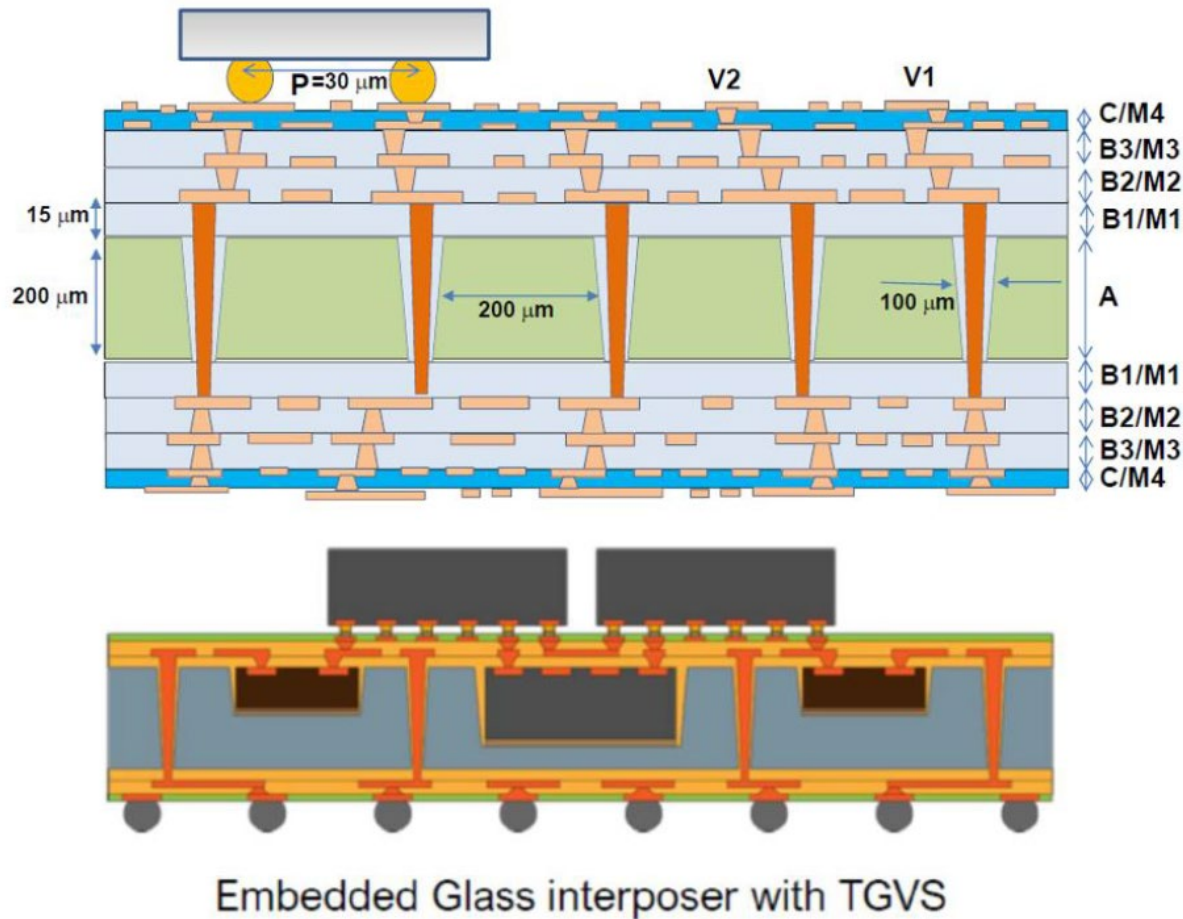 P=30 μm
V2
V1
C/M4
B3/M3
B2/M2
15 μm
B1/M1
200 μm
200 μm
100 μm
A
B1/M1
B2/M2
B3/M3
C/M4
Embedded Glass interposer with TGVS